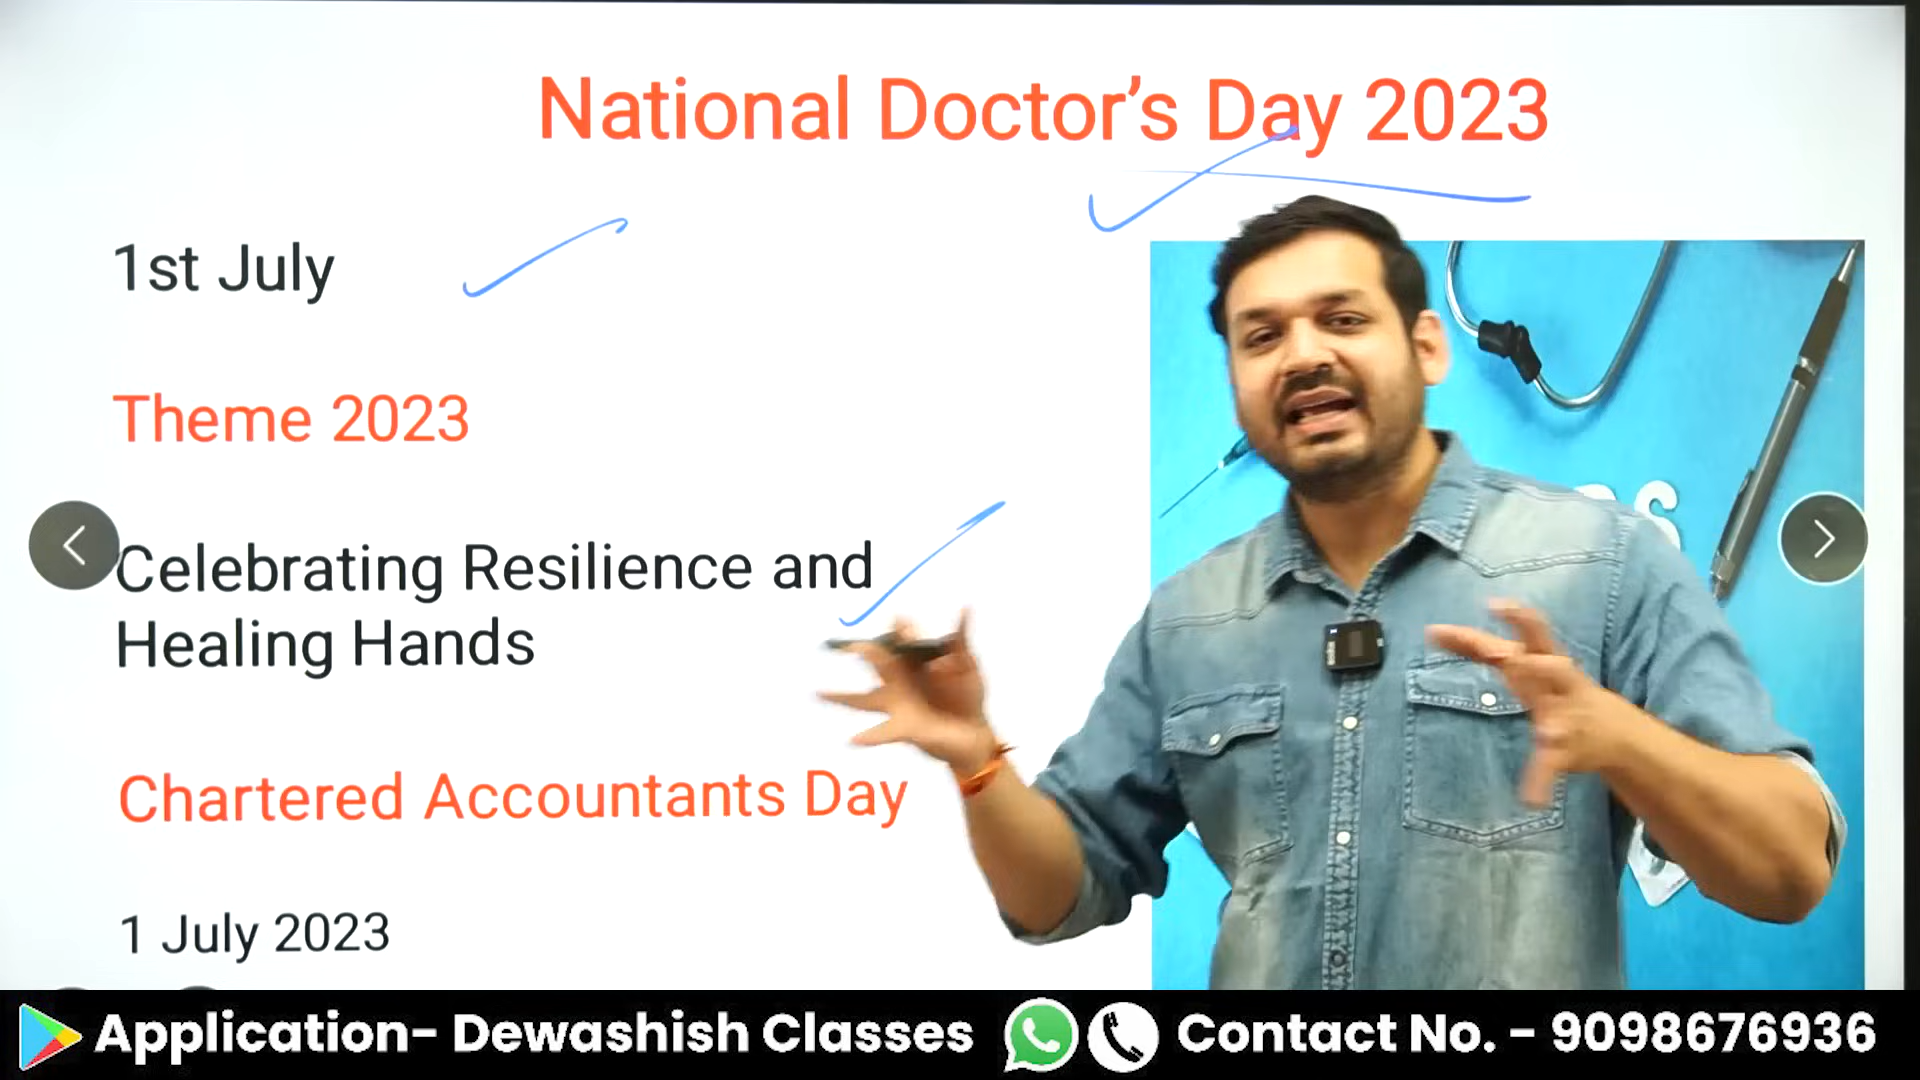 National Doctor’s Day 2023
1st July
Theme 2023
Celebrating Resilience and
Healing Hands
Chartered Accountants Day
1 July 2023
Application- Dewashish Classes
Contact No. - 9098676936